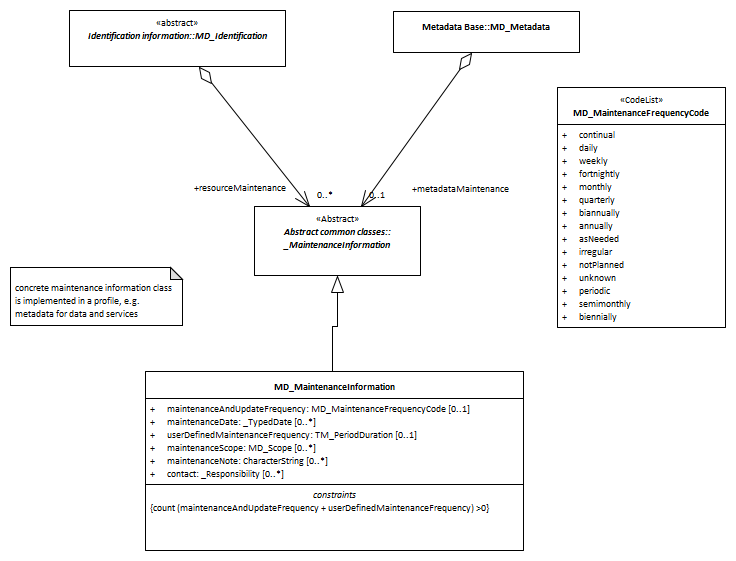 «abstract»
Identification information::MD_Identification
Metadata Base::MD_Metadata
«CodeList»
MD_MaintenanceFrequencyCode
+ continual
+ daily
+ weekly
+ fortnightly
+ monthly
+ quarterly
+ biannually
+ annually
+ asNeeded
+ irregular
+ notPlanned
+ unknown
+ periodic
+ semimonthly
+ biennially
+resourceMaintenance
0..*
0..1
+metadataMaintenance
«Abstract»
Abstract common classes::
_MaintenanceInformation
concrete maintenance information class
is implemented in a profile, e.g.
metadata for data and services
MD_MaintenanceInformation
+ maintenanceAndUpdateFrequency: MD_MaintenanceFrequencyCode [0..1]
+ maintenanceDate: _TypedDate [0..*]
+ userDefinedMaintenanceFrequency: TM_PeriodDuration [0..1]
+ maintenanceScope: MD_Scope [0..*]
+ maintenanceNote: CharacterString [0..*]
+ contact: _Responsibility [0..*]
constraints
{count (maintenanceAndUpdateFrequency + userDefinedMaintenanceFrequency) >0}